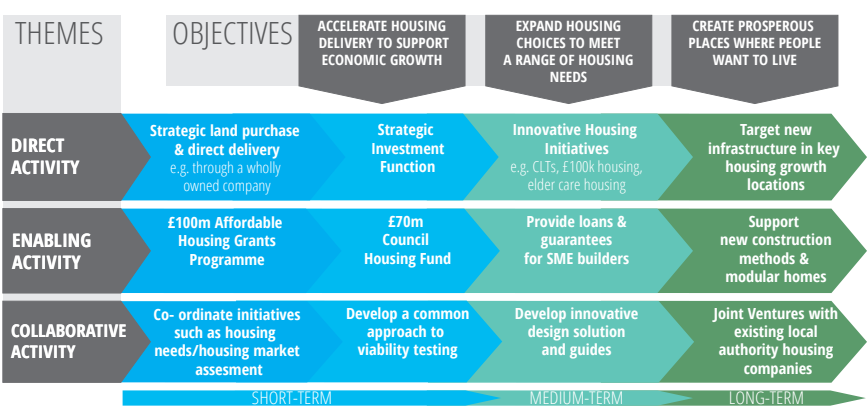 THEMES
OBJECTIVES
ACCELERATE HOUSING
DELIVERY TO SUPPORT
ECONOMIC GROWTH
EXPAND HOUSING
CHOICES TO MEET
A RANGE OF HOUSING
NEEDS
CREATE PROSPEROUS
PLACES WHERE PEOPLE
WANT TO LIVE
DIRECT
ACTIVITY
Strategic land purchase
& direct delivery
e.g. through a wholly
owned company
Strategic
Investment
Function
Innovative Housing
Initiatives
e.g. CLTs, £100k housing,
elder care housing
Target new
infrastructure in key
housing growth
locations
ENABLING
ACTIVITY
£100m Affordable
Housing Grants
Programme
£70m
Council
Housing Fund
Provide loans &
guarantees
for SME builders
Support
new construction
methods &
modular homes
COLLABORATIVE
ACTIVITY
Co- ordinate initiatives
such as housing
needs/housing market
assesment
Develop a common
approach to
viability testing
Develop innovative
design solution
and guides
Joint Ventures with
existing local
authority housing
companies
SHORT-TERM
MEDIUM-TERM
LONG-TERM